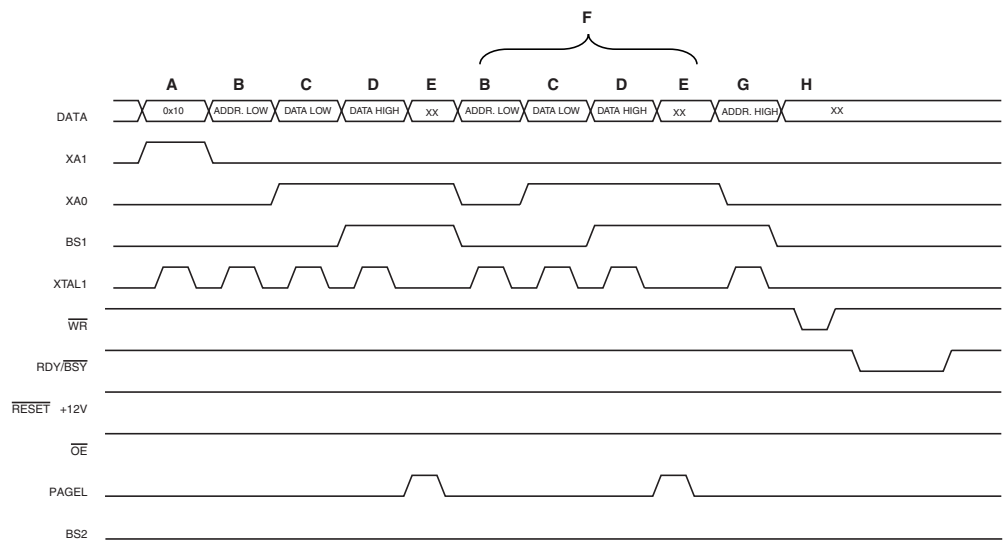 F
A B C D E B C D E G H
DATA 0x10 ADDR. LOW DATA LOW DATA HIGH XX ADDR. LOW DATA LOW DATA HIGH XX ADDR. HIGH XX
XA1
XA0
BS1
XTAL1
WR
RDY/BSY
RESET +12V
OE
PAGEL
BS2